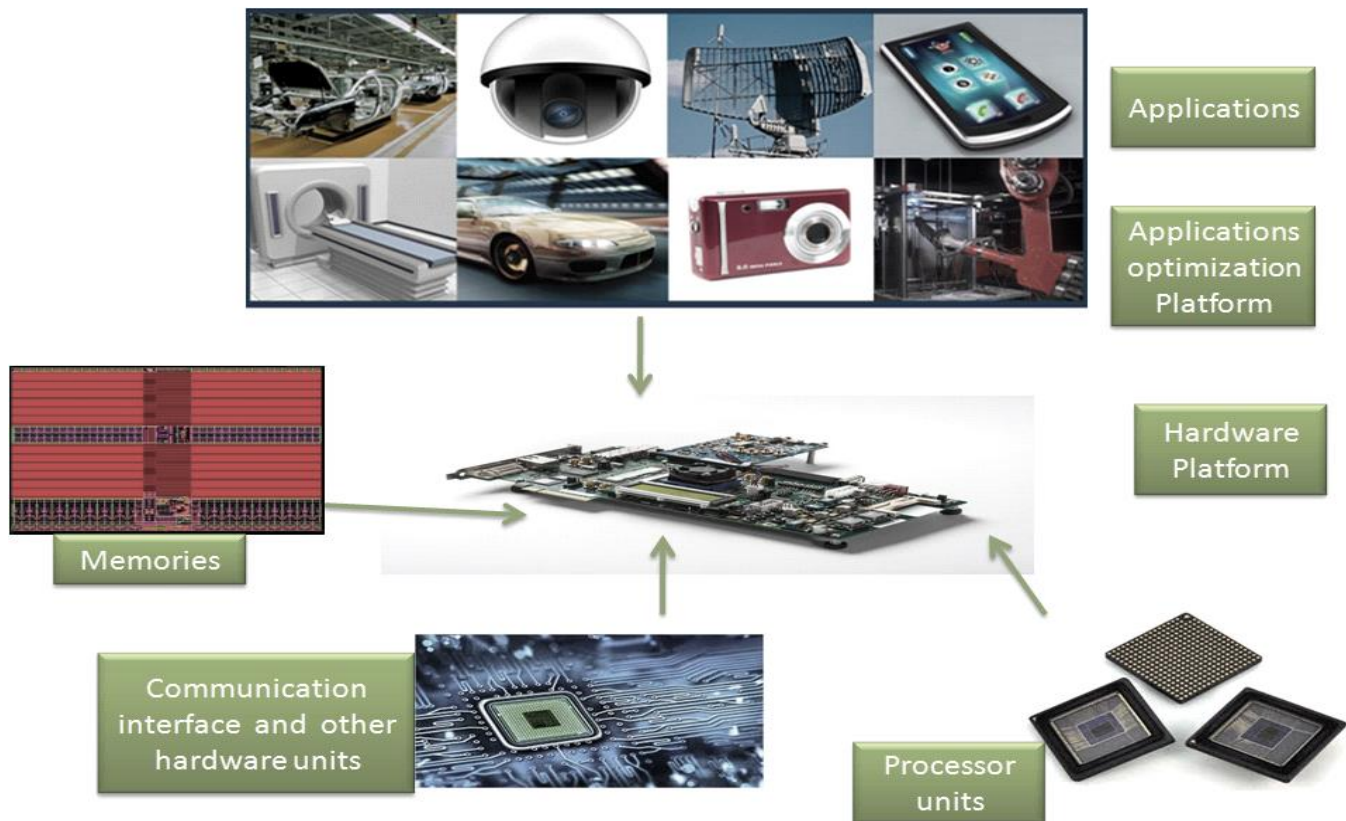 Applications
Applications
optimization
Platform
Hardware
Platform
Memories
Communication
interface and other
hardware units
Processor
units